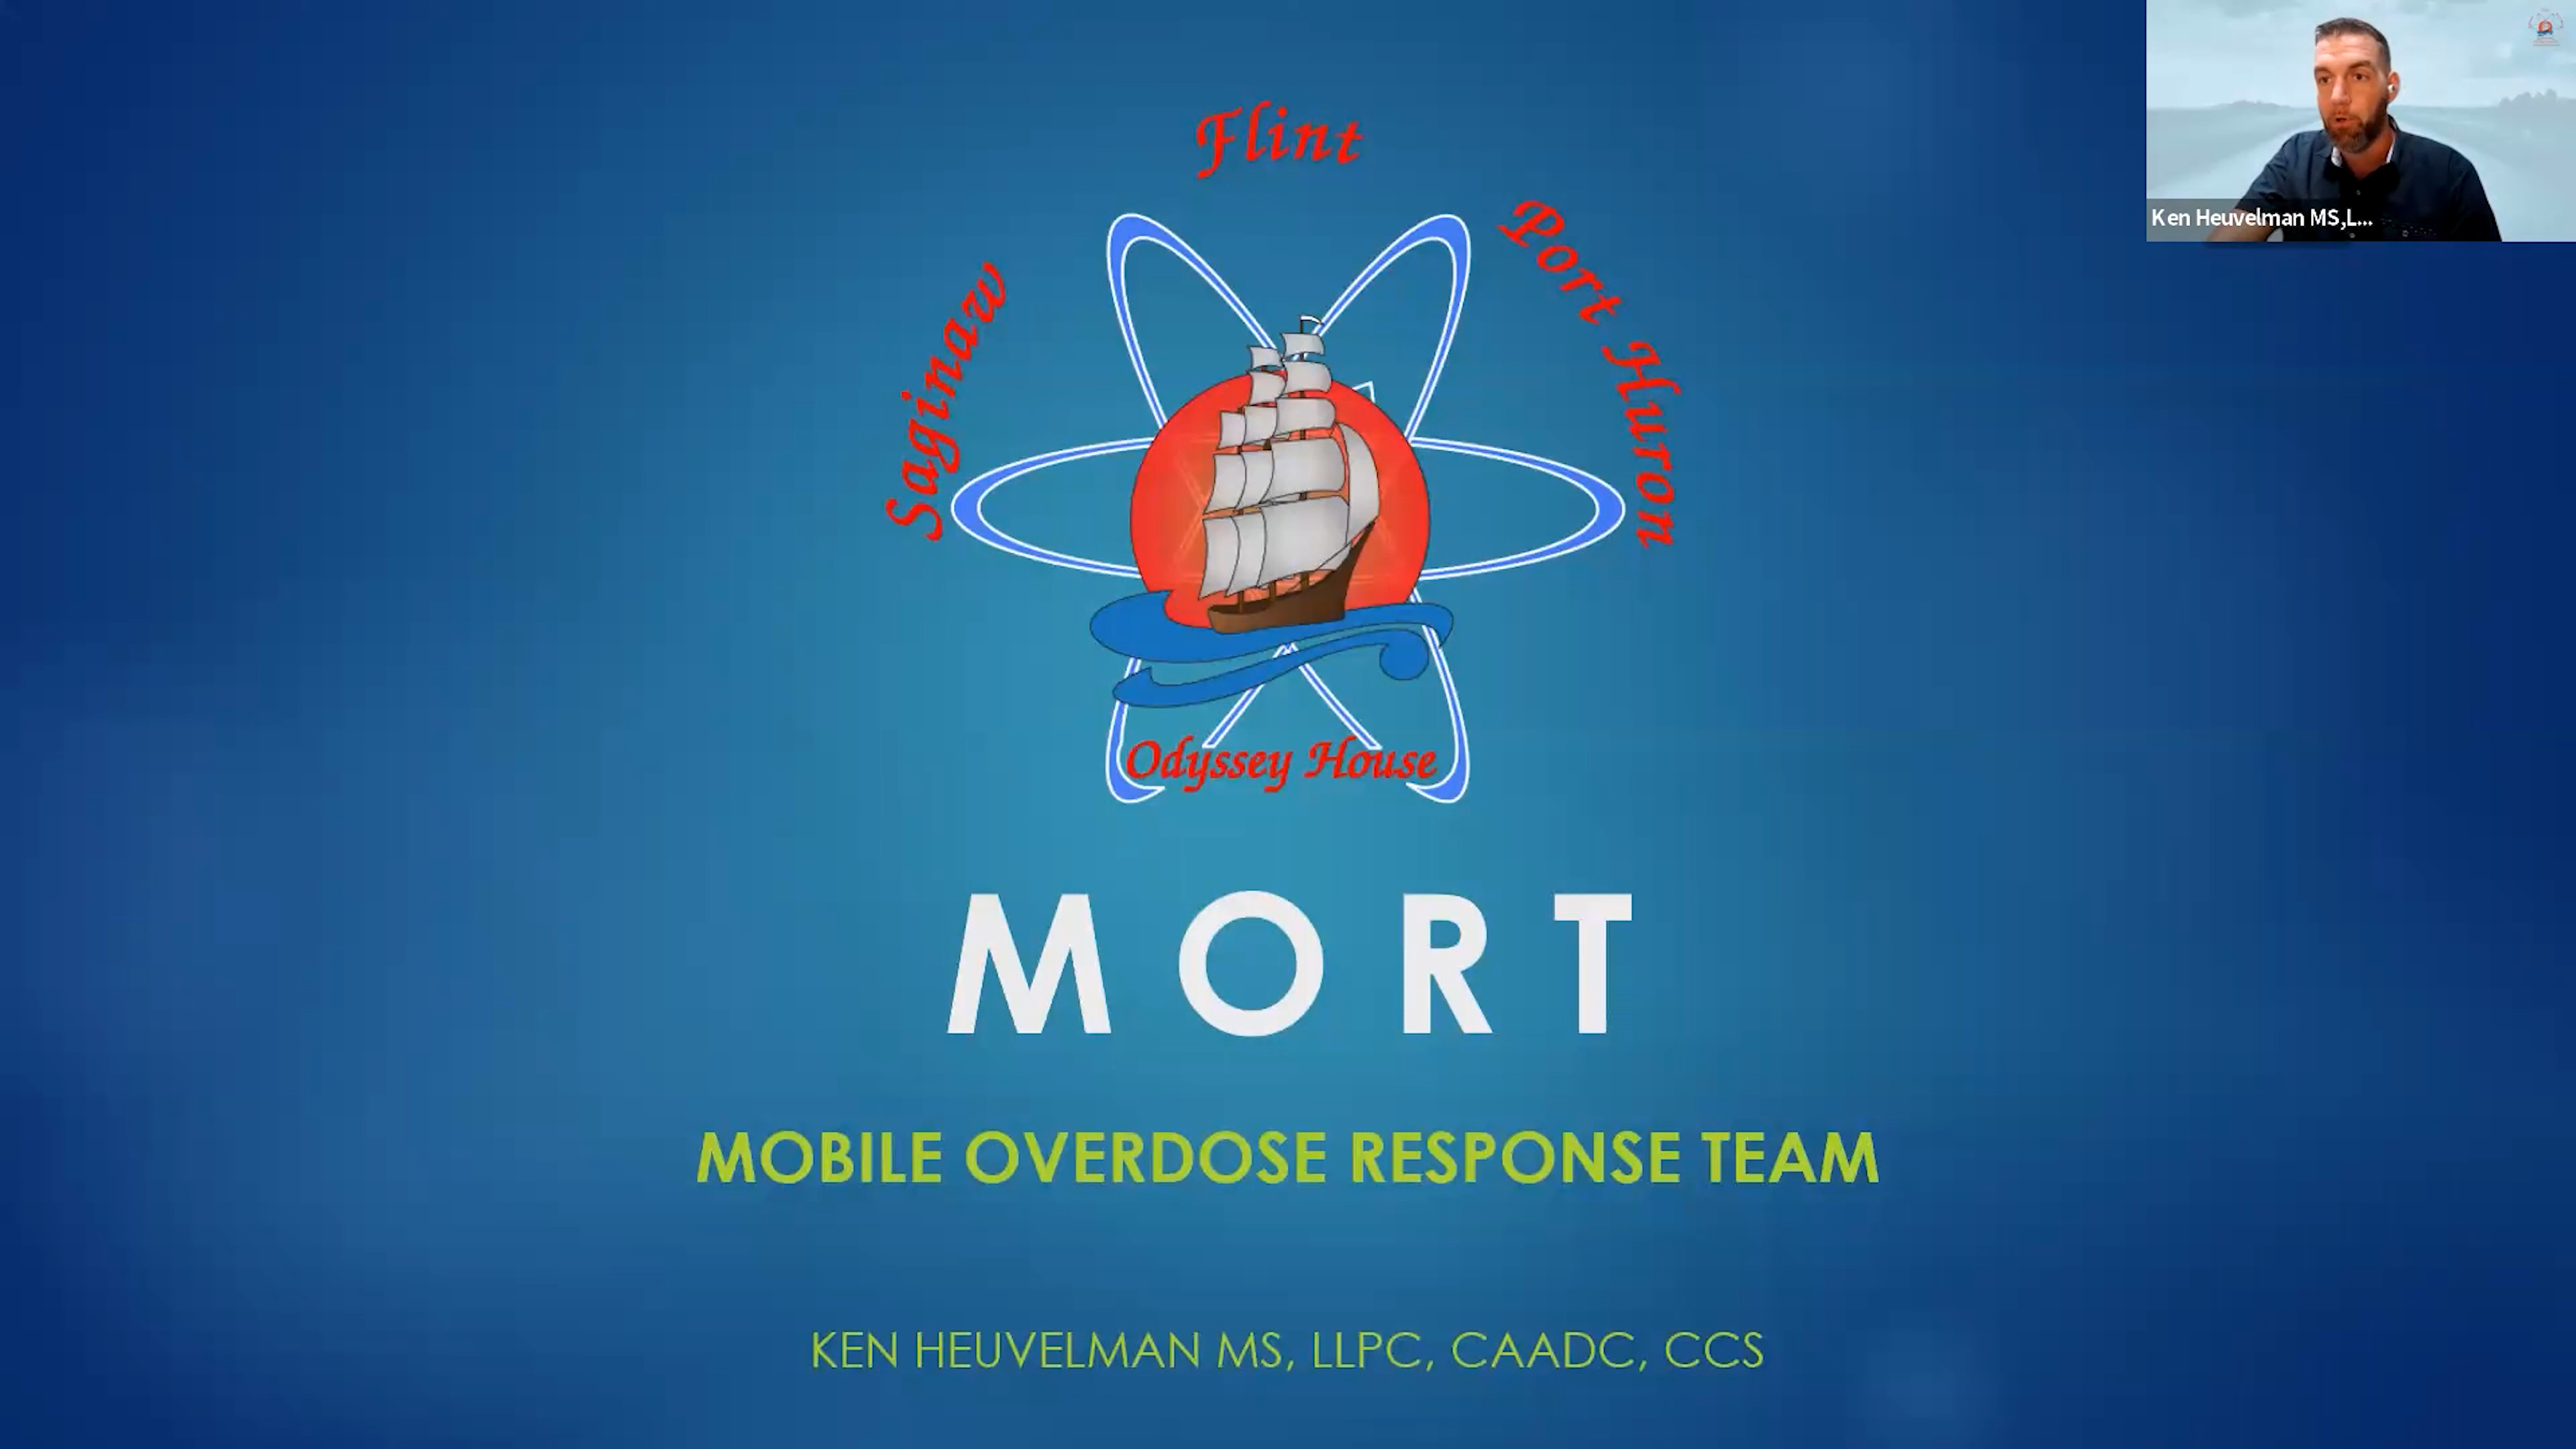 Flint
Saginaw
Port Huron
Odyssey House
MORT
MOBILE OVERDOSE RESPONSE TEAM
KEN HEUVELMAN MS, LLPC, CAADC, CCS
Ken Heuvelman MS,L...